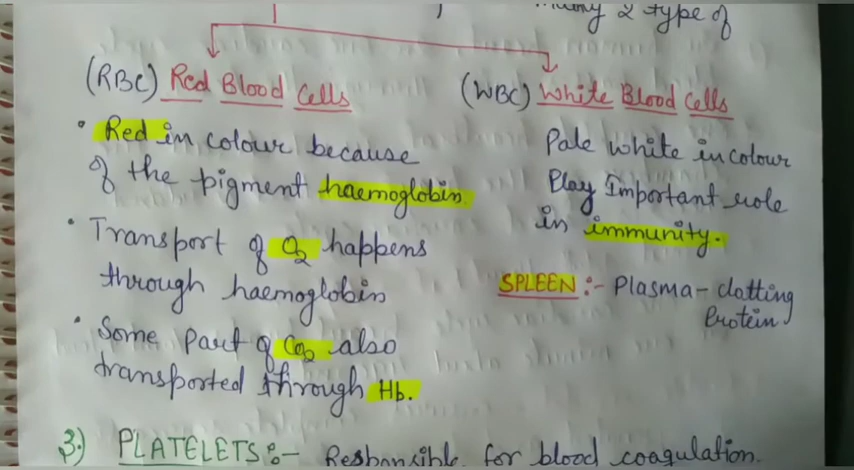 many 2 type of
(RBC) Red Blood Cells
• Red in colour because
of the pigment haemoglobin.
• Transport of O2 happens
through haemoglobin
• Some part of CO2 also
transported through Hb.
(WBC) White Blood Cells
Pale white in colour
Play Important role
in immunity.
SPLEEN :- Plasma - clotting
Protein
3.) PLATELETS :- Responsible for blood coagulation.